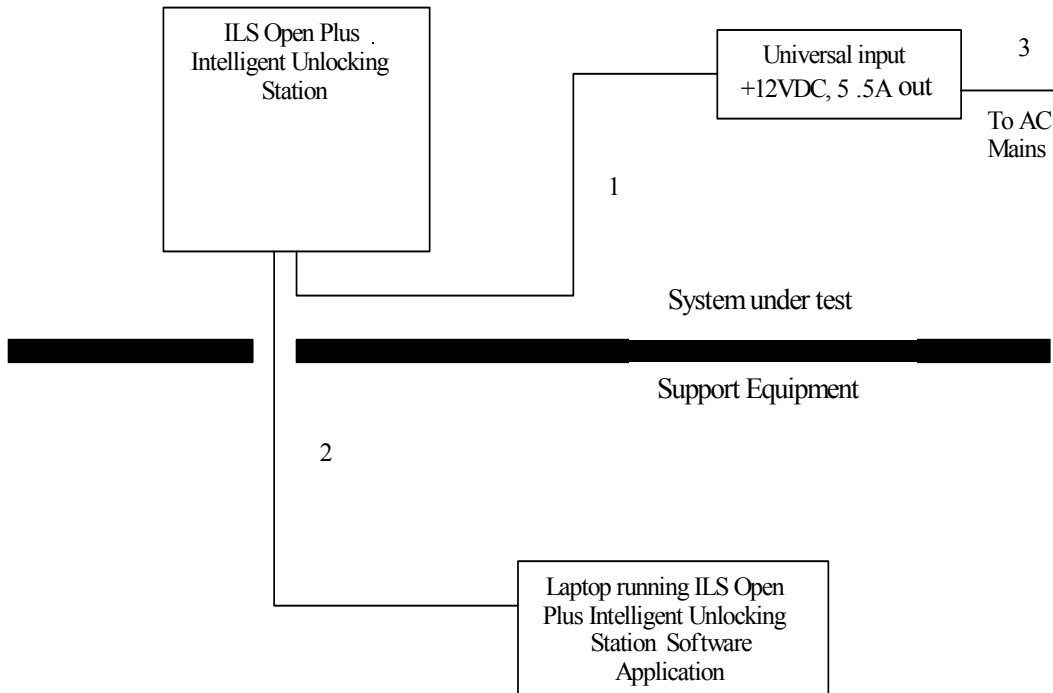 ILS Open Plus
Intelligent Unlocking
Station
Universal input
+12VDC, 5 .5A out
3
To AC
Mains
1
System under test
Support Equipment
2
Laptop running ILS Open
Plus Intelligent Unlocking
Station Software
Application